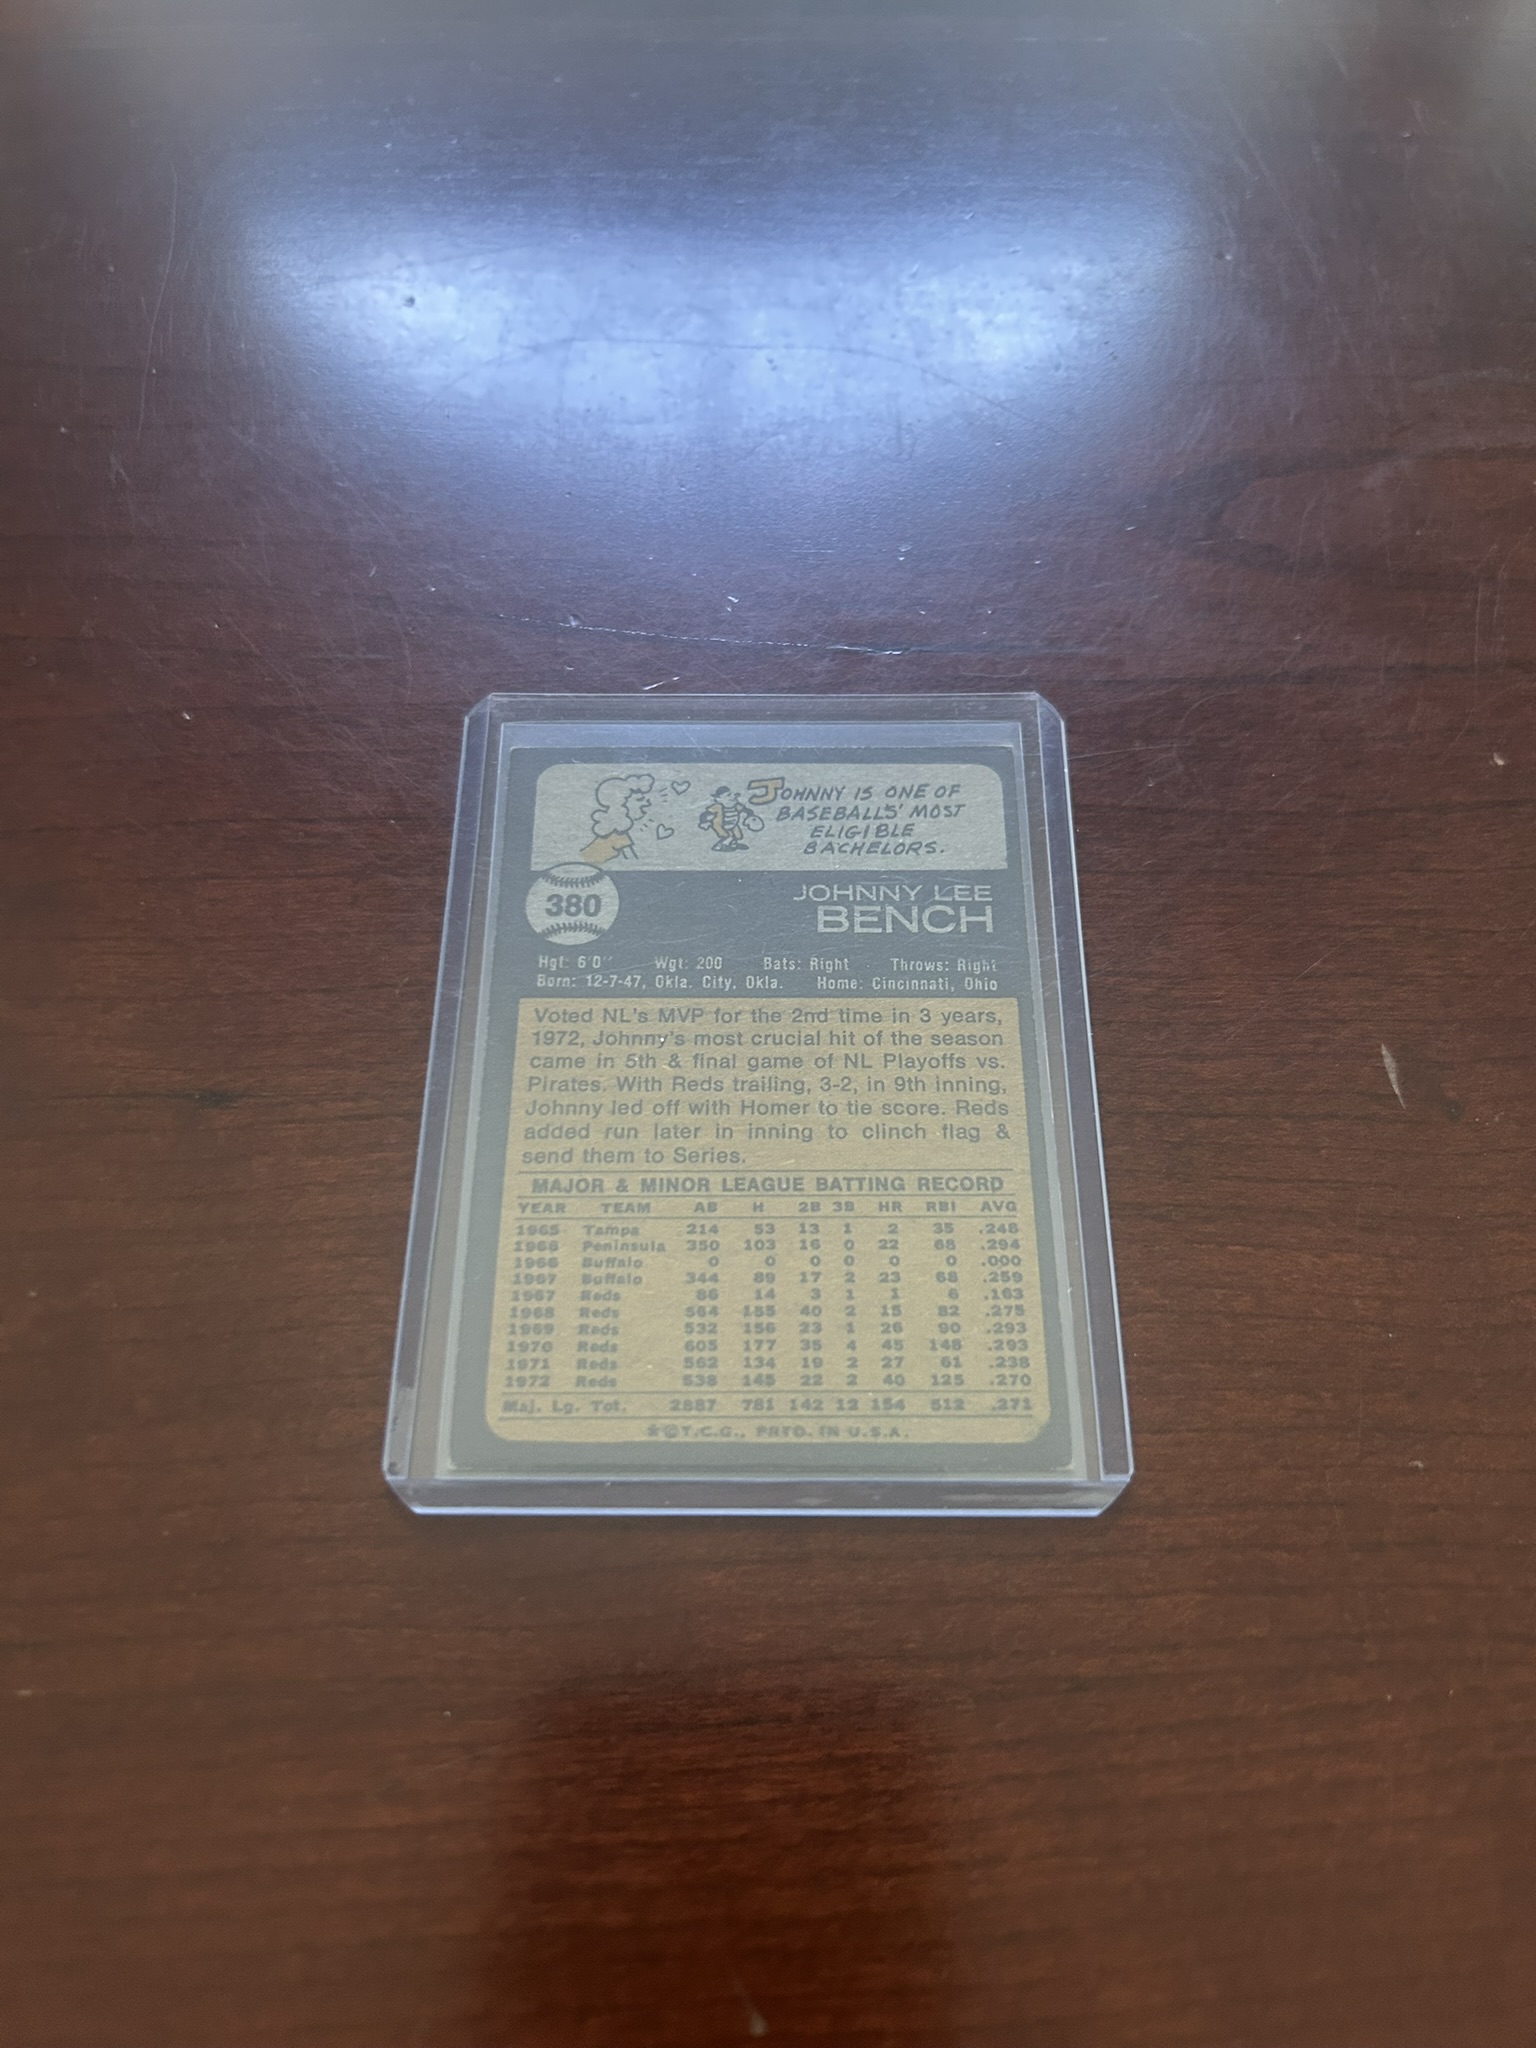 JOHNNY IS ONE OF
BASEBALLS' MOST
ELIGIBLE
BACHELORS.
380
JOHNNY LEE
BENCH
Hgt: 6'0" Wgt: 200 Bats: Right Throws: Right
Born: 12-7-47, Okla. City, Okla. Home: Cincinnati, Ohio
Voted NL's MVP for the 2nd time in 3 years,
1972, Johnny's most crucial hit of the season
came in 5th & final game of NL Playoffs vs.
Pirates. With Reds trailing, 3-2, in 9th inning,
Johnny led off with Homer to tie score. Reds
added run later in inning to clinch flag &
send them to Series.
MAJOR & MINOR LEAGUE BATTING RECORD
YEAR TEAM AB H 2B 3B HR RBI AVG
1965 Tampa 214 53 13 1 2 35 .248
1966 Peninsula 350 103 16 0 22 68 .294
1966 Buffalo 0 0 0 0 0 0 .000
1967 Buffalo 344 89 17 2 23 68 .259
1967 Reds 86 14 3 1 1 6 .163
1968 Reds 564 155 40 2 15 82 .275
1969 Reds 532 156 23 1 26 90 .293
1970 Reds 605 177 35 4 45 148 .293
1971 Reds 562 134 19 2 27 61 .238
1972 Reds 538 145 22 2 40 125 .270
Maj. Lg. Tot. 2887 781 142 12 154 512 .271
*©T.C.G., PRTD. IN U.S.A.